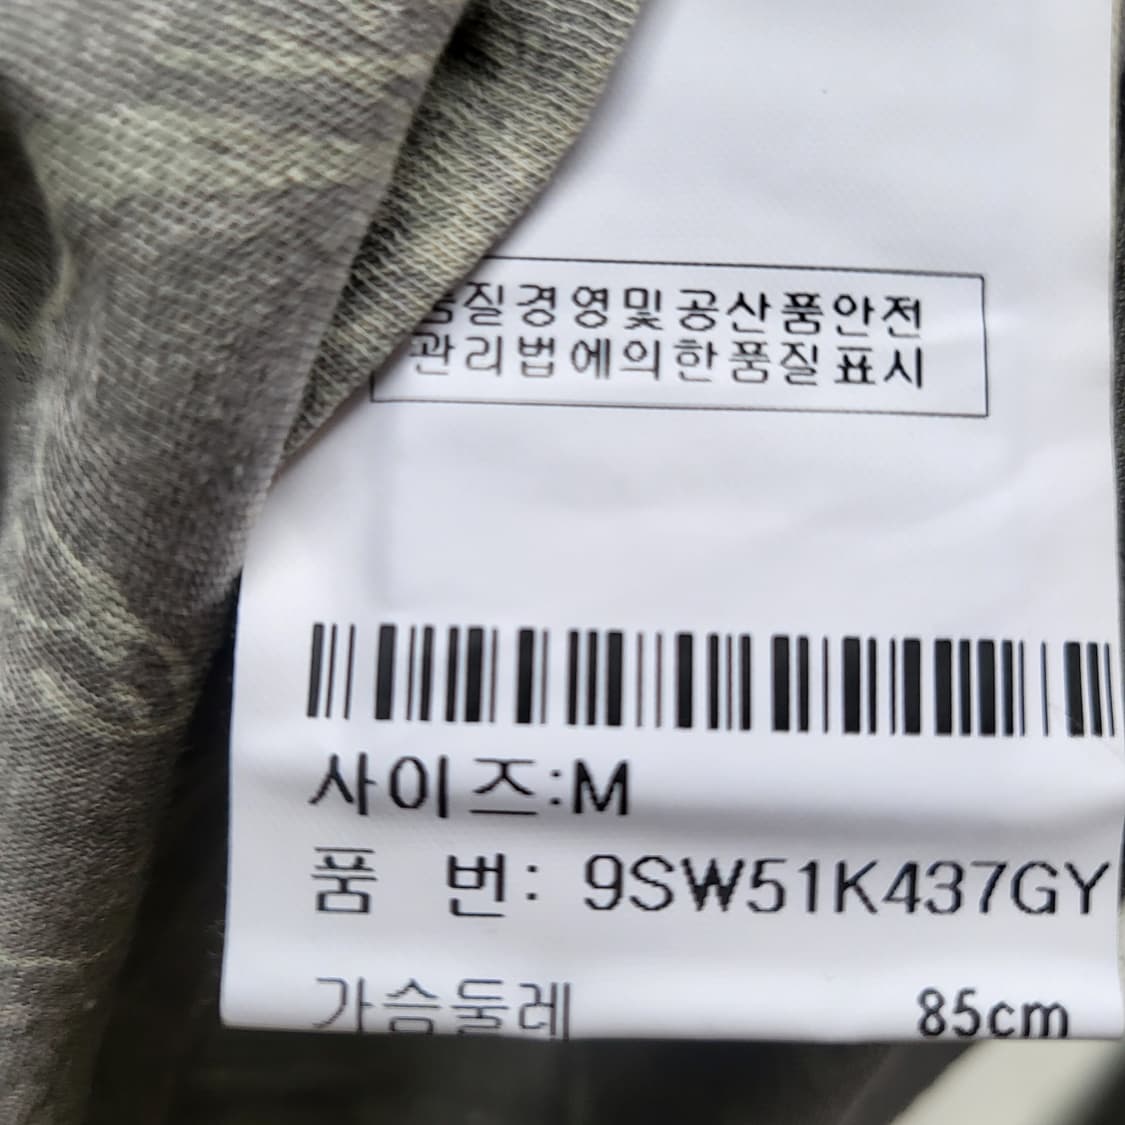 품질경영및공산품안전
관리법에의한품질표시
사이즈:M
품 번: 9SW51K437GY
가슴둘레 85cm